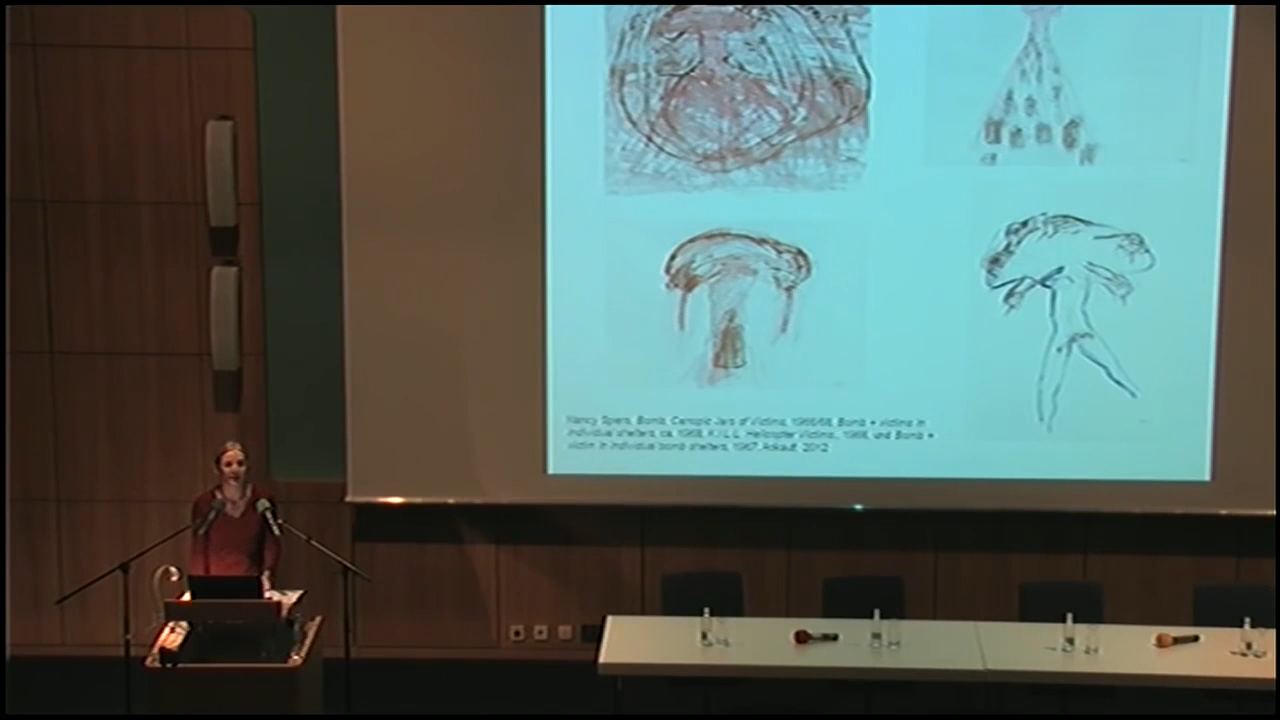 Nancy Spero, Bomb, Canopic Jars of Victims, 1966/68, Bomb + victims in
individual shelters, ca. 1968, K.I.L.L. Helicopter Victims, 1968, und Bomb +
victim in individual bomb shelters, 1967, Ankauf, 2012